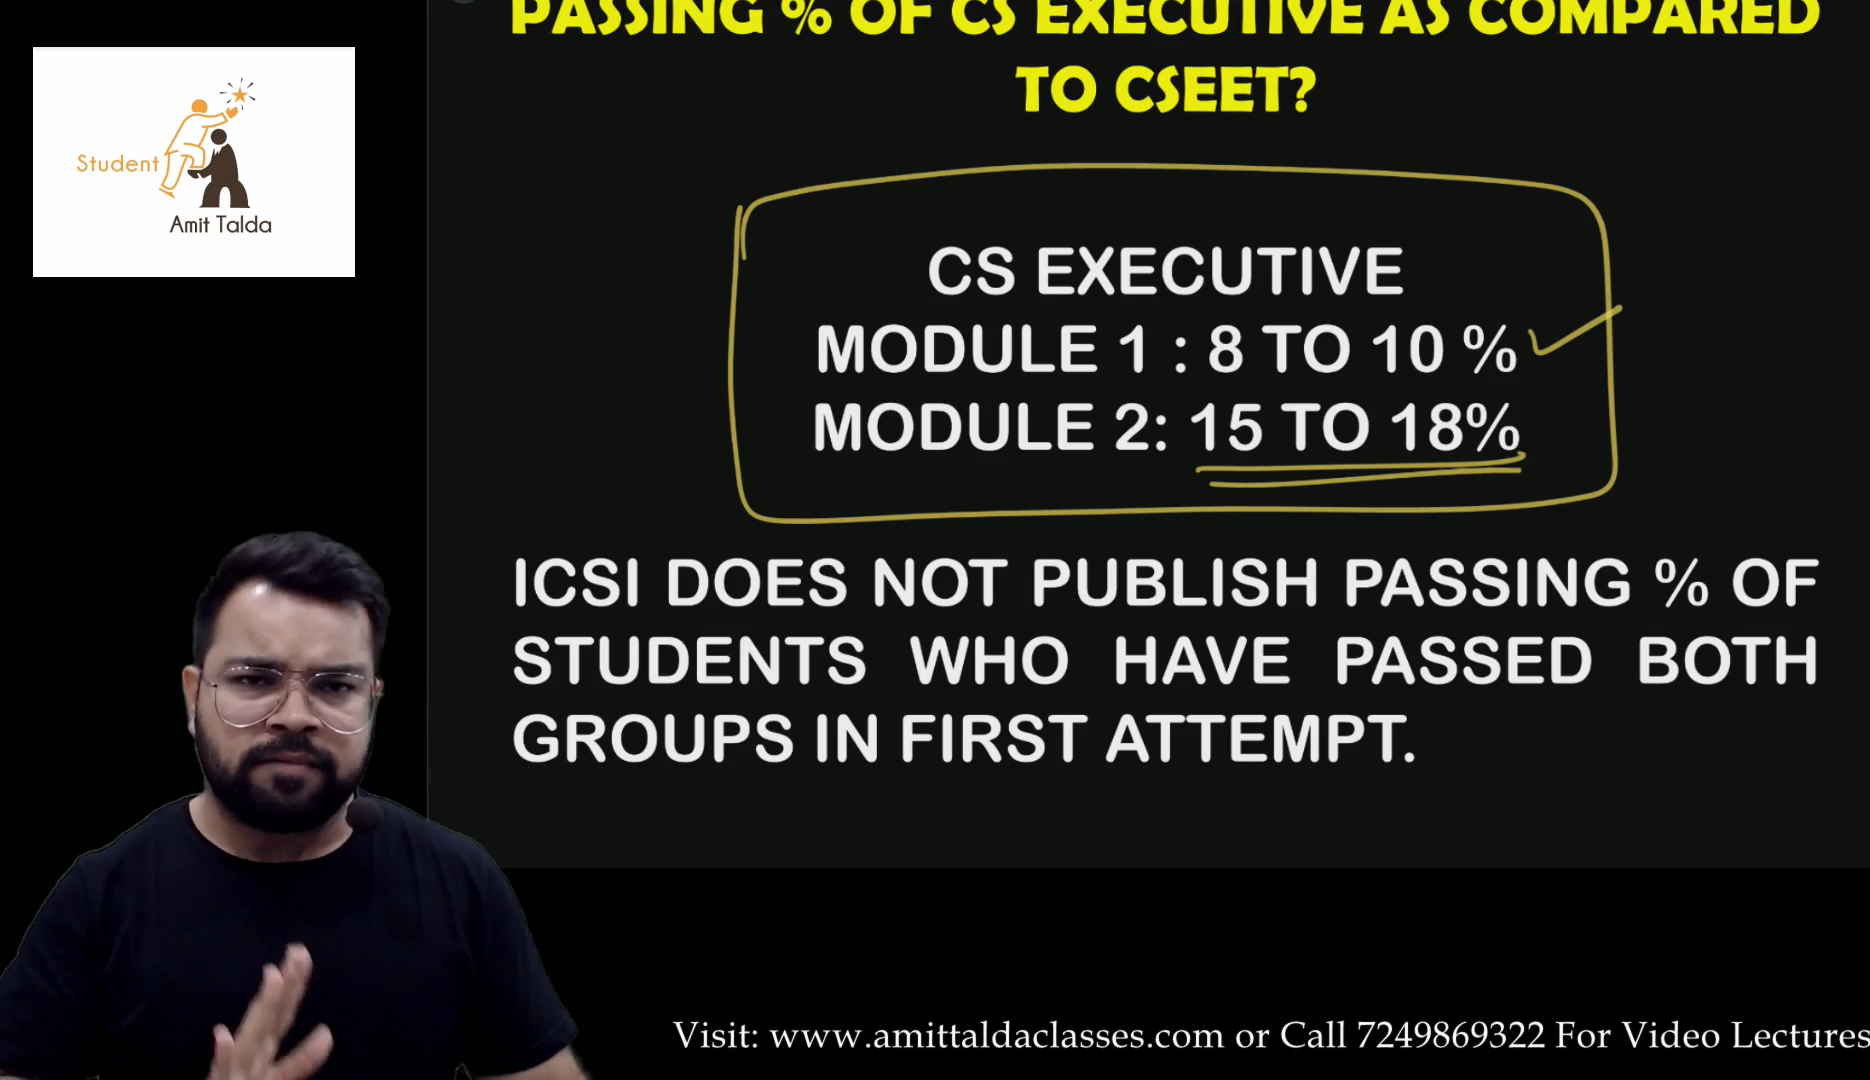 PASSING % OF CS EXECUTIVE AS COMPARED
TO CSEET?
Student
Amit Talda
CS EXECUTIVE
MODULE 1 : 8 TO 10 %
MODULE 2: 15 TO 18%
ICSI DOES NOT PUBLISH PASSING % OF
STUDENTS WHO HAVE PASSED BOTH
GROUPS IN FIRST ATTEMPT.
Visit: www.amittaldaclasses.com or Call 7249869322 For Video Lectures